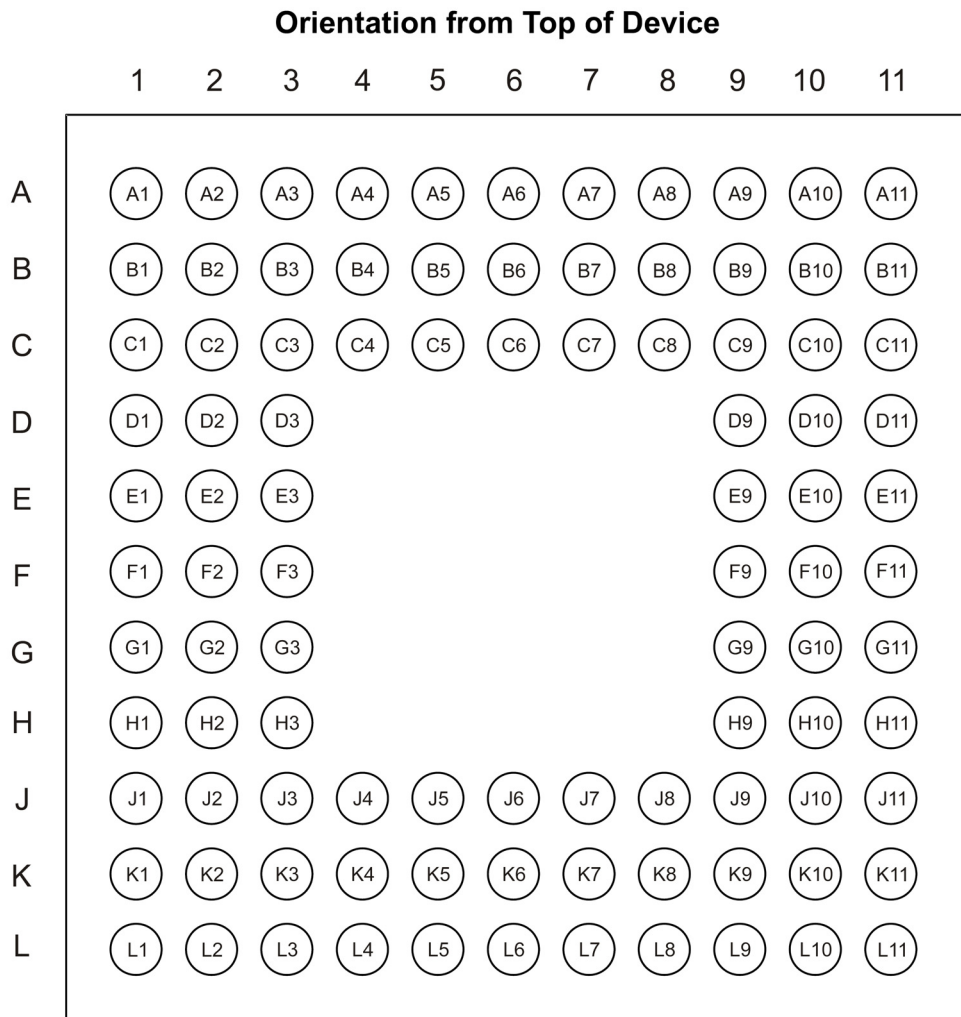 Orientation from Top of Device
1 2 3 4 5 6 7 8 9 10 11
A A1 A2 A3 A4 A5 A6 A7 A8 A9 A10 A11
B B1 B2 B3 B4 B5 B6 B7 B8 B9 B10 B11
C C1 C2 C3 C4 C5 C6 C7 C8 C9 C10 C11
D D1 D2 D3 D9 D10 D11
E E1 E2 E3 E9 E10 E11
F F1 F2 F3 F9 F10 F11
G G1 G2 G3 G9 G10 G11
H H1 H2 H3 H9 H10 H11
J J1 J2 J3 J4 J5 J6 J7 J8 J9 J10 J11
K K1 K2 K3 K4 K5 K6 K7 K8 K9 K10 K11
L L1 L2 L3 L4 L5 L6 L7 L8 L9 L10 L11